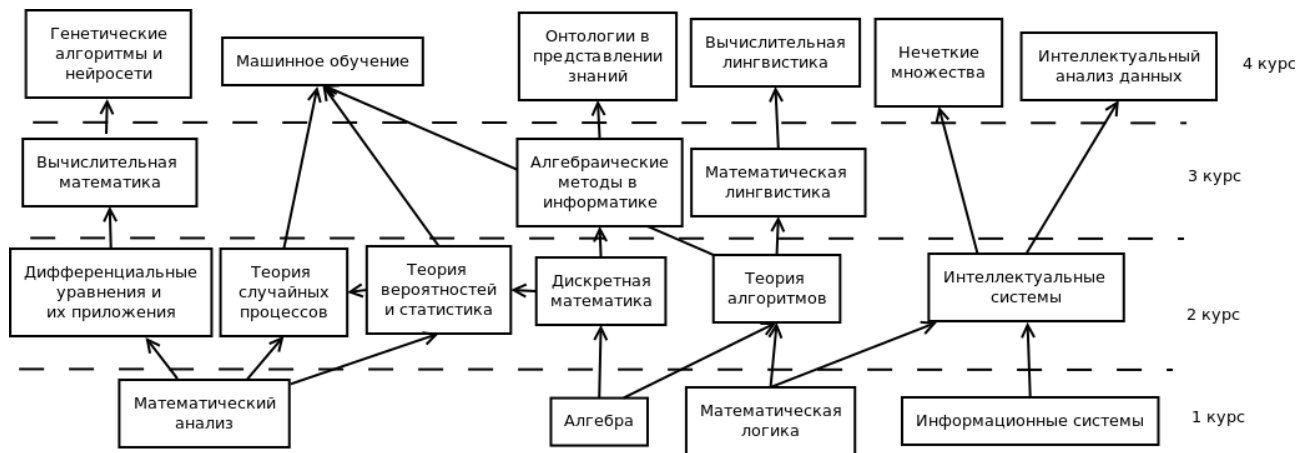 Генетические
алгоритмы и
нейросети
Машинное обучение
Онтологии в
представлении
знаний
Вычислительная
лингвистика
Нечеткие
множества
Интеллектуальный
анализ данных
4 курс
Вычислительная
математика
Алгебраические
методы в
информатике
Математическая
лингвистика
3 курс
Дифференциальные
уравнения и
их приложения
Теория
случайных
процессов
Теория
вероятностей
и статистика
Дискретная
математика
Теория
алгоритмов
Интеллектуальные
системы
2 курс
Математический
анализ
Алгебра
Математическая
логика
Информационные системы
1 курс